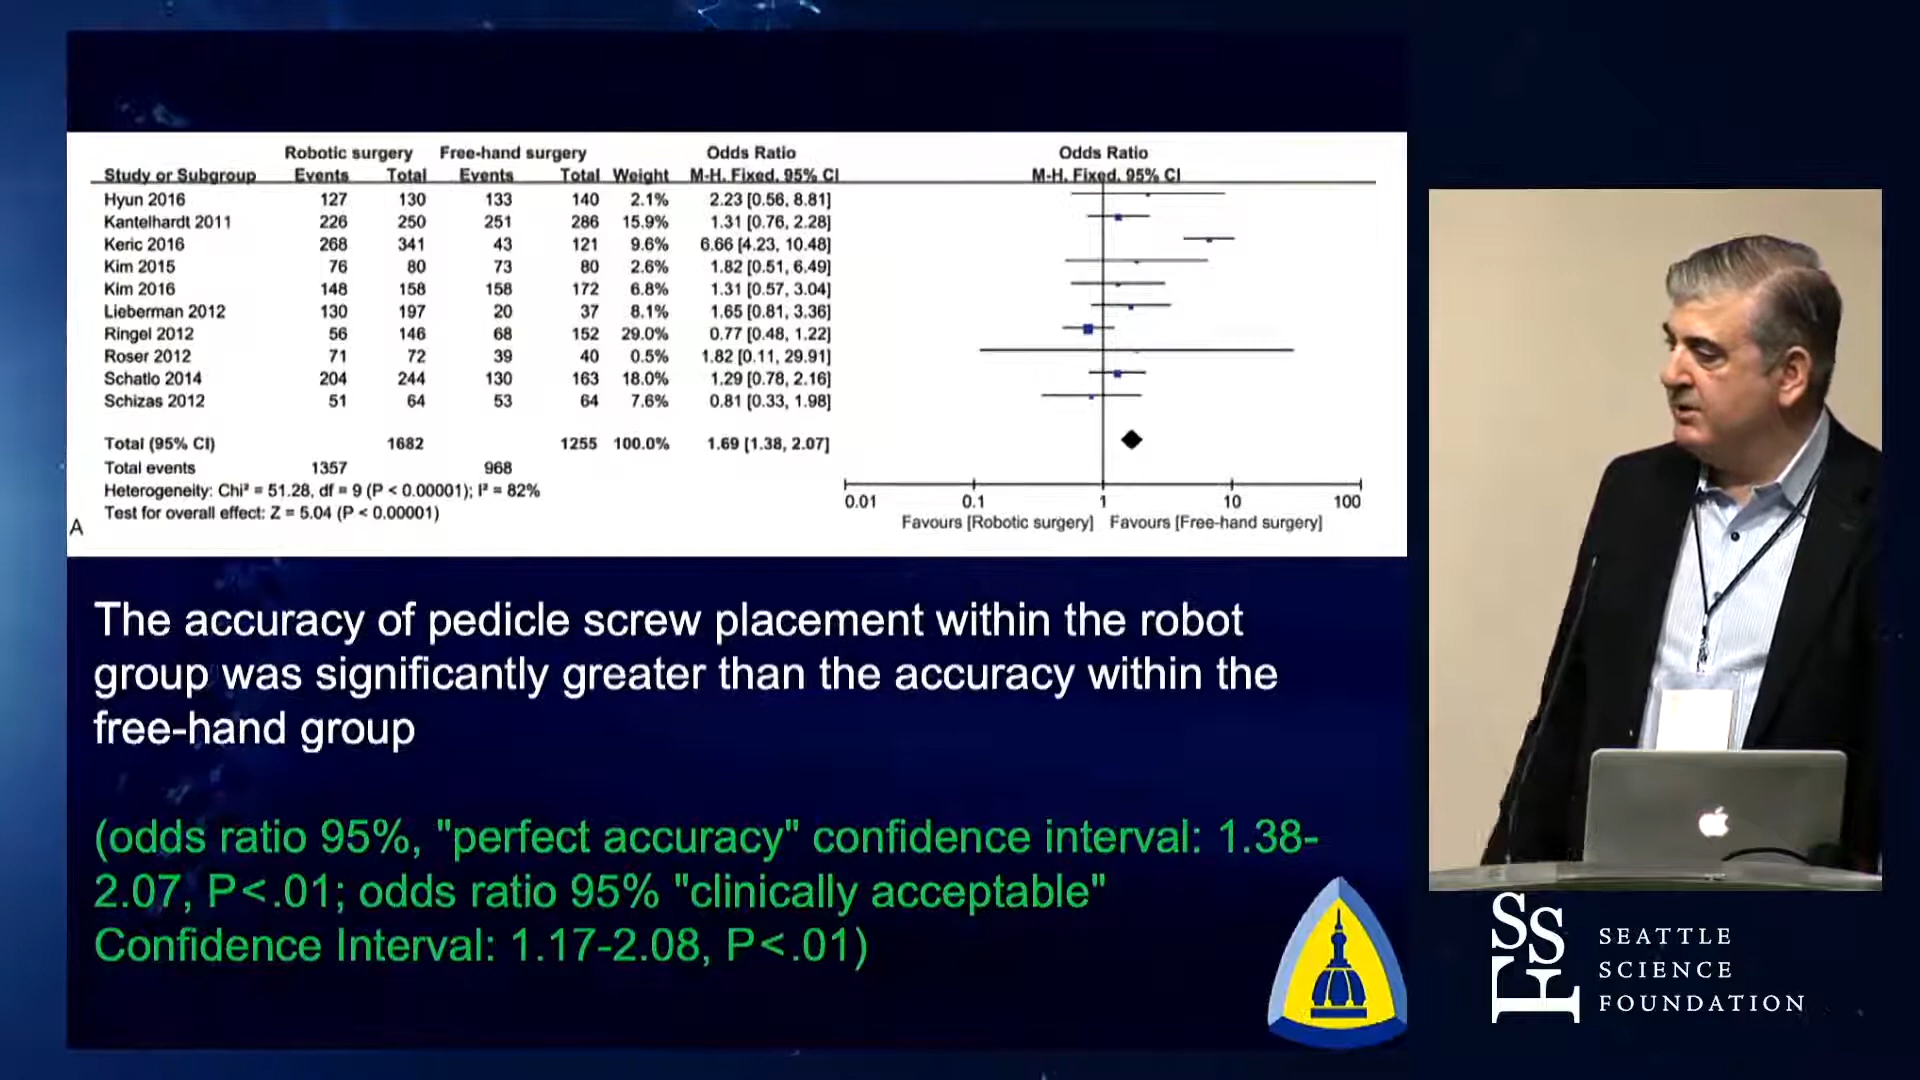 Robotic surgery Free-hand surgery Odds Ratio Odds Ratio
Study or Subgroup Events Total Events Total Weight M-H. Fixed. 95% CI M-H. Fixed. 95% CI
Hyun 2016 127 130 133 140 2.1% 2.23 [0.56, 8.81]
Kantelhardt 2011 226 250 251 286 15.9% 1.31 [0.76, 2.28]
Keric 2016 268 341 43 121 9.6% 6.66 [4.23, 10.48]
Kim 2015 76 80 73 80 2.6% 1.82 [0.51, 6.49]
Kim 2016 148 158 158 172 6.8% 1.31 [0.57, 3.04]
Lieberman 2012 130 197 20 37 8.1% 1.65 [0.81, 3.36]
Ringel 2012 56 146 68 152 29.0% 0.77 [0.48, 1.22]
Roser 2012 71 72 39 40 0.5% 1.82 [0.11, 29.91]
Schatlo 2014 204 244 130 163 18.0% 1.29 [0.78, 2.16]
Schizas 2012 51 64 53 64 7.6% 0.81 [0.33, 1.98]
Total (95% CI) 1682 1255 100.0% 1.69 [1.38, 2.07]
Total events 1357 968
Heterogeneity: Chi² = 51.28, df = 9 (P < 0.00001); I² = 82%
Test for overall effect: Z = 5.04 (P < 0.00001)
0.01 0.1 1 10 100
Favours [Robotic surgery] Favours [Free-hand surgery]
A
The accuracy of pedicle screw placement within the robot
group was significantly greater than the accuracy within the
free-hand group
(odds ratio 95%, "perfect accuracy" confidence interval: 1.38-
2.07, P<.01; odds ratio 95% "clinically acceptable"
Confidence Interval: 1.17-2.08, P<.01)
SSF
SEATTLE
SCIENCE
FOUNDATION